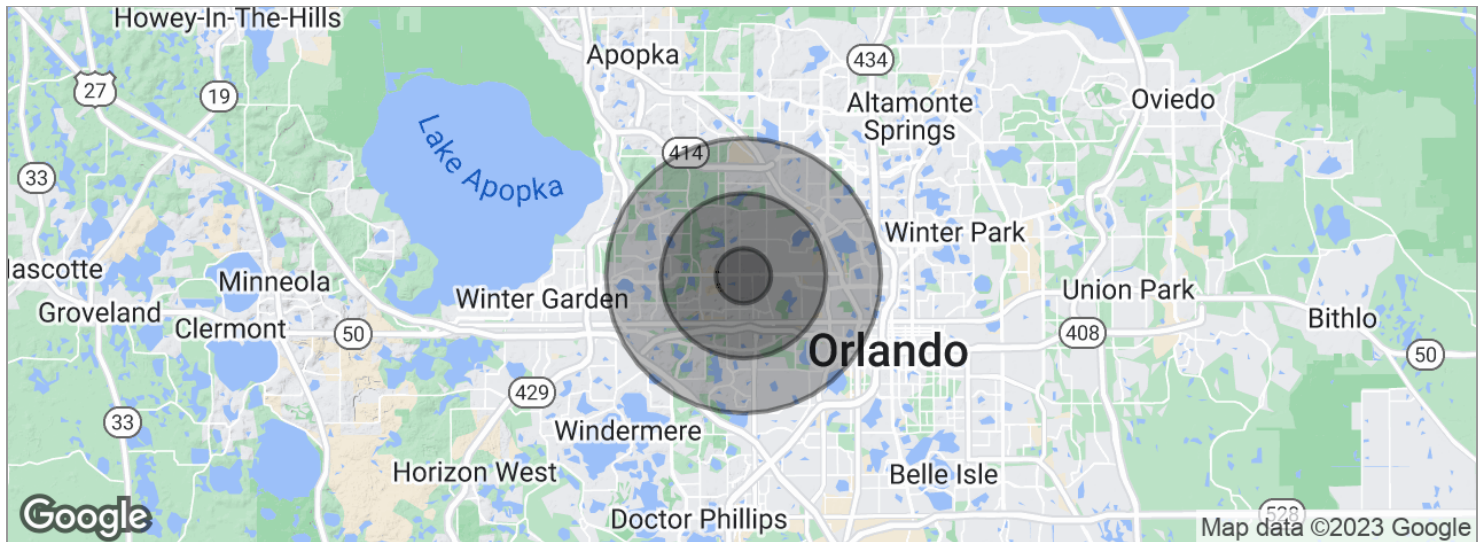 Howey-In-The-Hills
Apopka
434
27
19
Altamonte
Springs
Oviedo
Lake Apopka
414
33
Winter Park
lascotte
Minneola
Winter Garden
Union Park
Groveland
Clermont
50
408
Bithlo
Orlando
50
429
33
Windermere
Horizon West
Belle Isle
Doctor Phillips
528
Google
Map data ©2023 Google